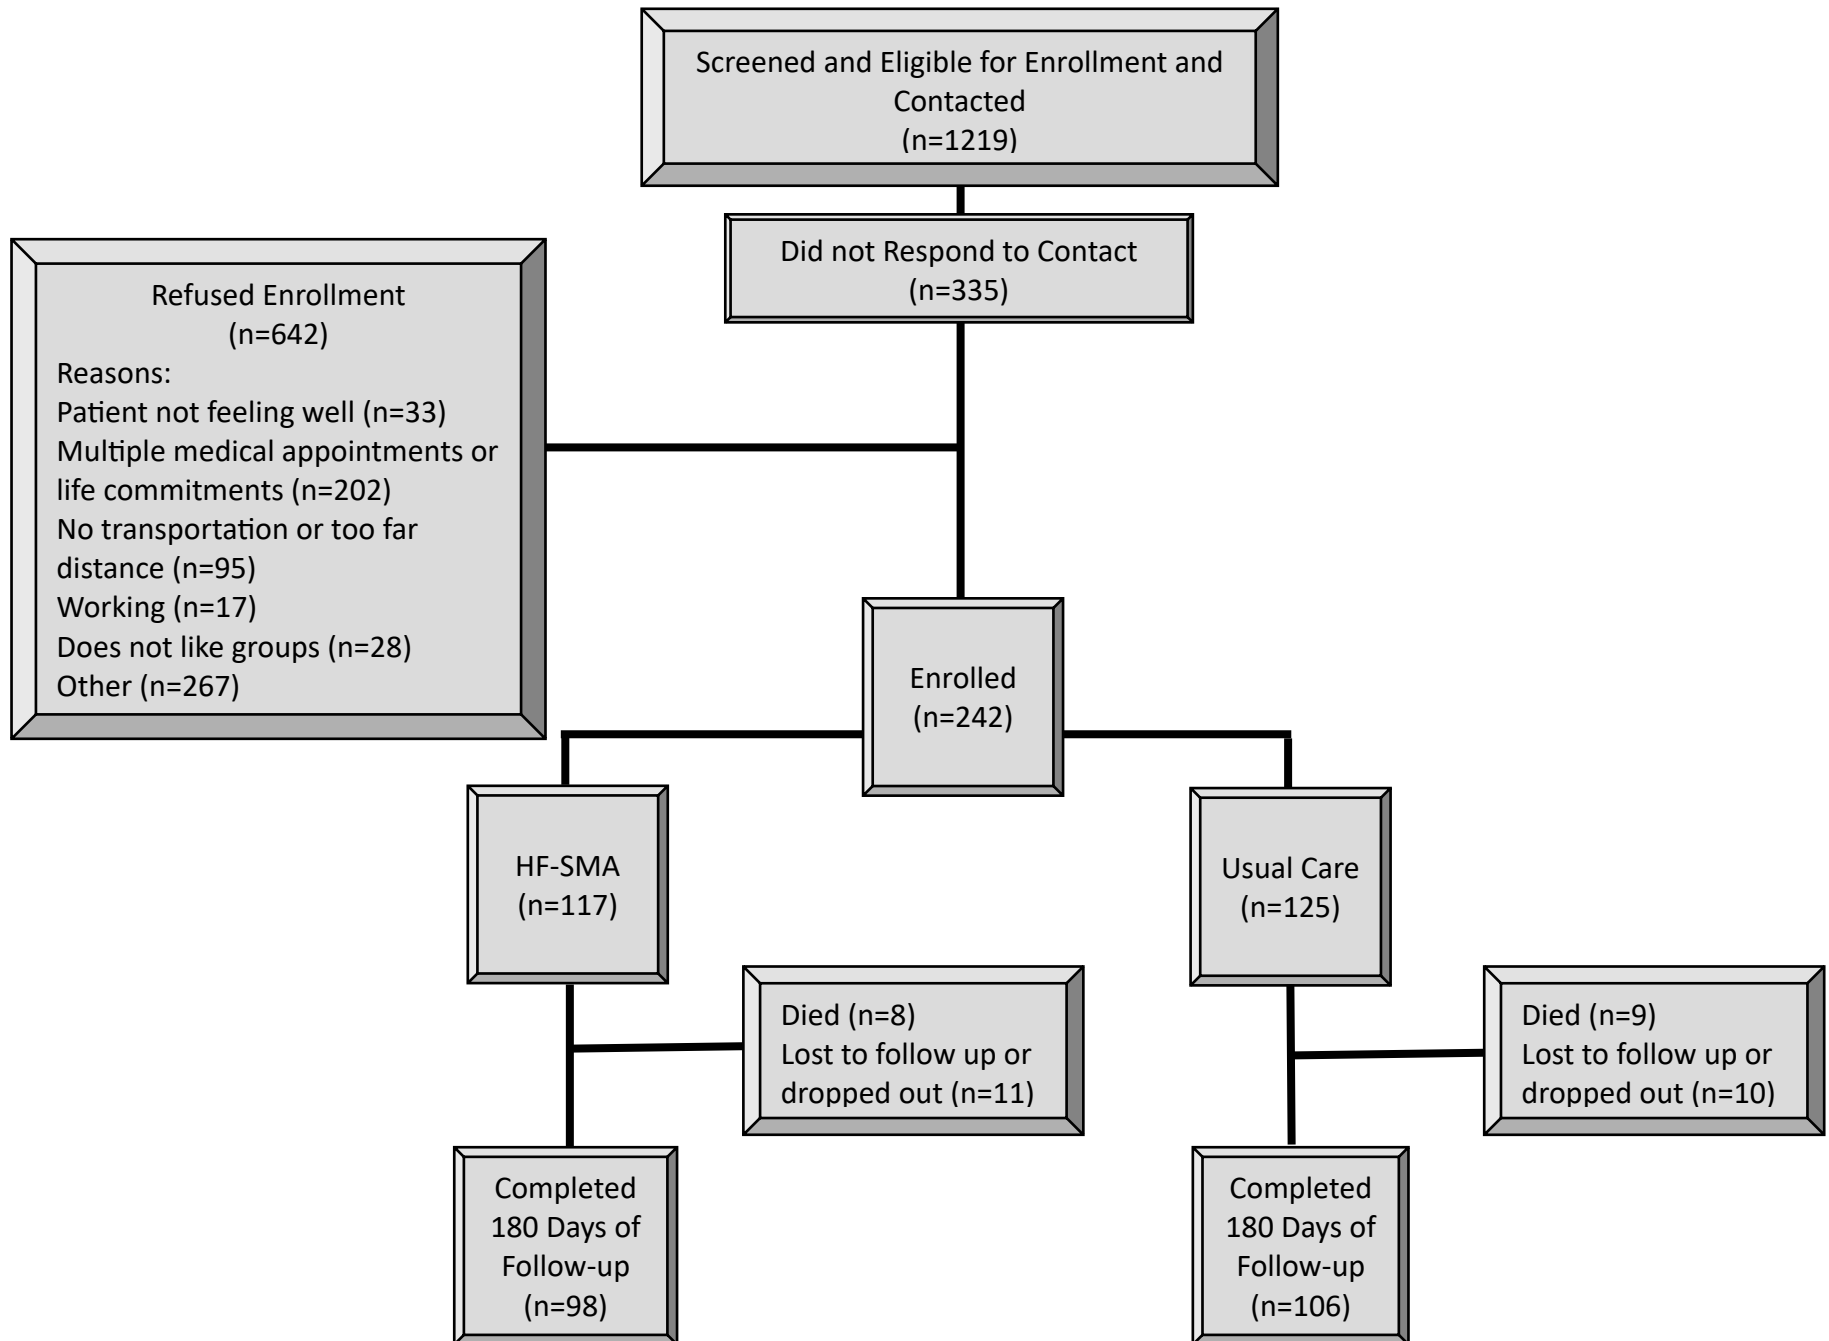 Screened and Eligible for Enrollment and
Contacted
(n=1219)
Did not Respond to Contact
(n=335)
Refused Enrollment
(n=642)
Reasons:
Patient not feeling well (n=33)
Multiple medical appointments or
life commitments (n=202)
No transportation or too far
distance (n=95)
Working (n=17)
Does not like groups (n=28)
Other (n=267)
Enrolled
(n=242)
HF-SMA
(n=117)
Usual Care
(n=125)
Died (n=8)
Lost to follow up or
dropped out (n=11)
Died (n=9)
Lost to follow up or
dropped out (n=10)
Completed
180 Days of
Follow-up
(n=98)
Completed
180 Days of
Follow-up
(n=106)